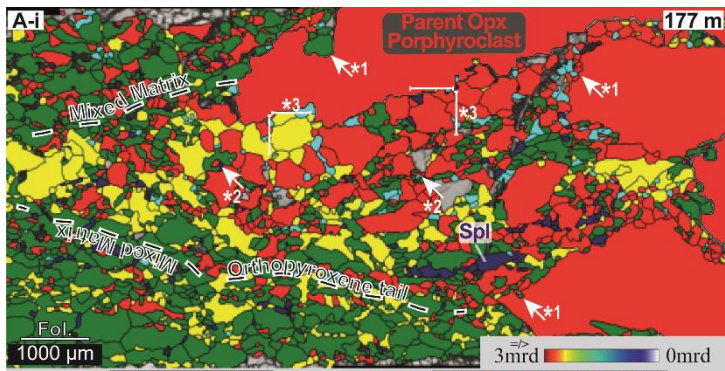 A-i
Parent Opx
Porphyroclast
177 m
*1
*1
Mixed Matrix
*3
*3
*2
*2
Spl
Mixed Matrix
Orthopyroxene tail
*1
Fol.
1000 µm
=/>
3mrd
0mrd